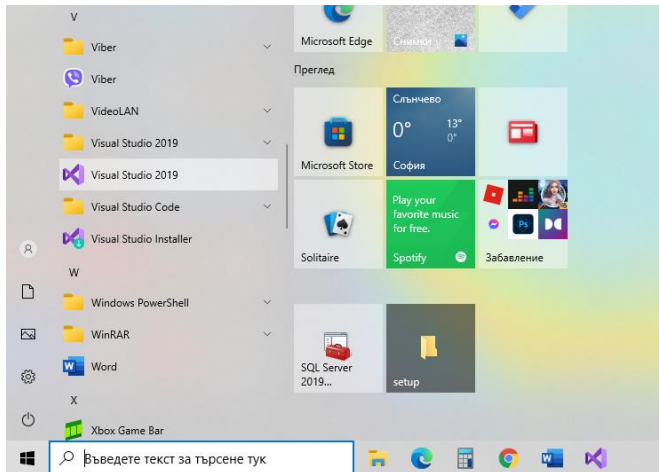 V
Viber
Viber
VideoLAN
Visual Studio 2019
Visual Studio 2019
Visual Studio Code
Visual Studio Installer
W
Windows PowerShell
WinRAR
Word
X
Xbox Game Bar
Microsoft Edge
Снимки
Преглед
Microsoft Store
Слънчево
0°
13°
0°
София
Solitaire
Play your
favorite music
for free.
Spotify
Ps
Забавление
SQL Server
2019...
setup
Въведете текст за търсене тук